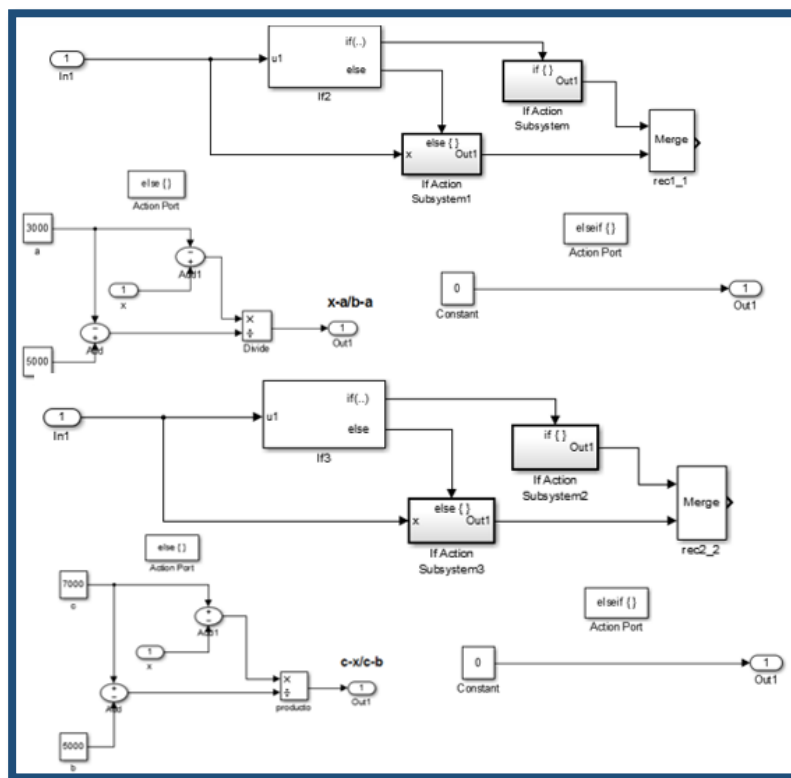 1
In1
u1
if(..)
else
If2
if { }
Out1
If Action
Subsystem
else { }
x
Out1
If Action
Subsystem1
Merge
rec1_1
else { }
Action Port
3000
a
Add1
1
x
x-a/b-a
Add
5000
Divide
1
Out1
elseif { }
Action Port
0
Constant
1
Out1
1
In1
u1
if(..)
else
If3
if { }
Out1
If Action
Subsystem2
else { }
x
Out1
If Action
Subsystem3
Merge
rec2_2
else { }
Action Port
7000
c
Add1
1
x
c-x/c-b
Add
5000
b
producto
1
Out1
elseif { }
Action Port
0
Constant
1
Out1